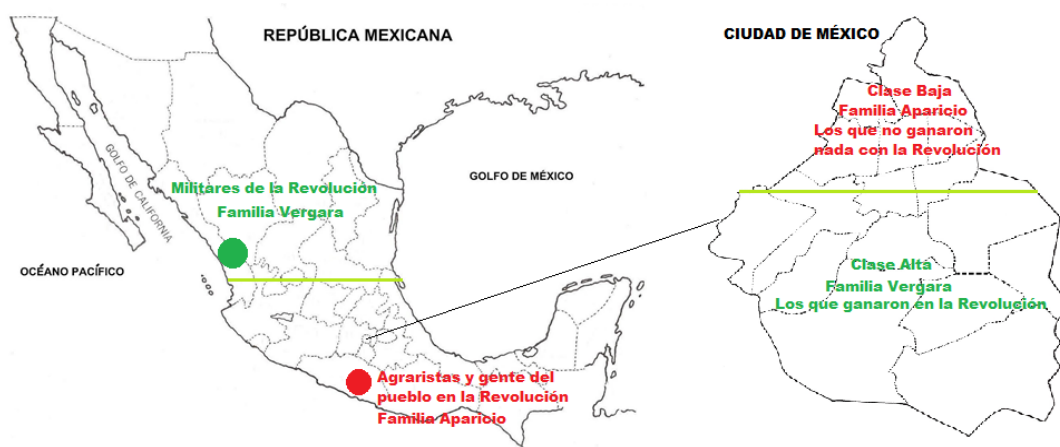 REPÚBLICA MEXICANA
GOLFO DE CALIFORNIA
Militares de la Revolución
Familia Vergara
GOLFO DE MÉXICO
OCÉANO PACÍFICO
Agraristas y gente del
pueblo en la Revolución
Familia Aparicio
CIUDAD DE MÉXICO
Clase Baja
Familia Aparicio
Los que no ganaron
nada con la Revolución
Clase Alta
Familia Vergara
Los que ganaron en la Revolución